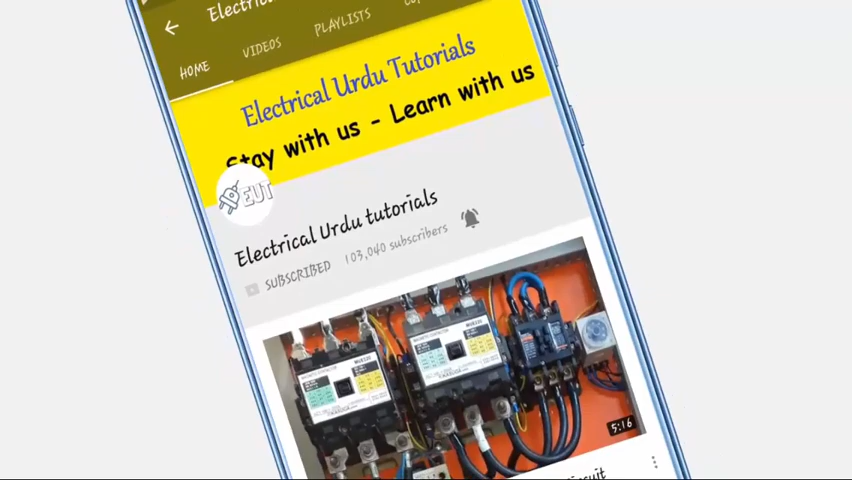 Electrical
HOME VIDEOS PLAYLISTS
Electrical Urdu Tutorials
Stay with us - Learn with us
EUT
Electrical Urdu tutorials
SUBSCRIBED 103,040 subscribers
5:16